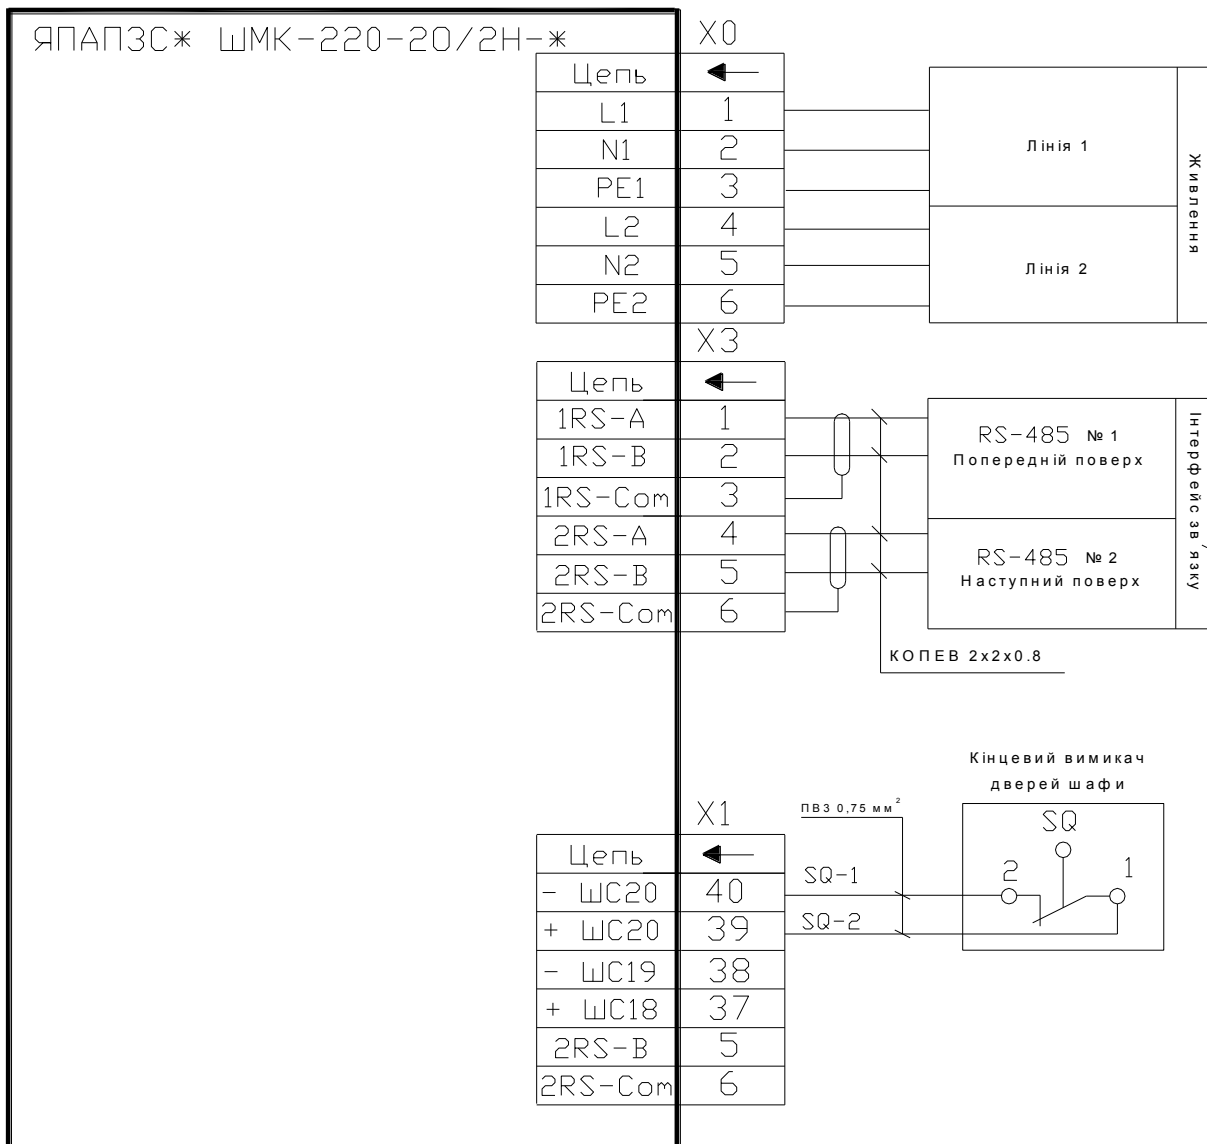 ЯПАПЗС* ШМК-220-20/2Н-*
X0
Цепь
L1 1
N1 2
PE1 3
L2 4
N2 5
PE2 6
Лінія 1
Лінія 2
Живлення
X3
Цепь
1RS-A 1
1RS-B 2
1RS-Com 3
2RS-A 4
2RS-B 5
2RS-Com 6
RS-485 № 1
Попередній поверх
RS-485 № 2
Наступний поверх
Інтерфейс зв'язку
КОПЕВ 2х2х0.8
Кінцевий вимикач
дверей шафи
ПВ3 0,75 мм²
X1
Цепь
- ШС20 40
+ ШС20 39
- ШС19 38
+ ШС18 37
2RS-B 5
2RS-Com 6
SQ-1
SQ-2
SQ
2 1